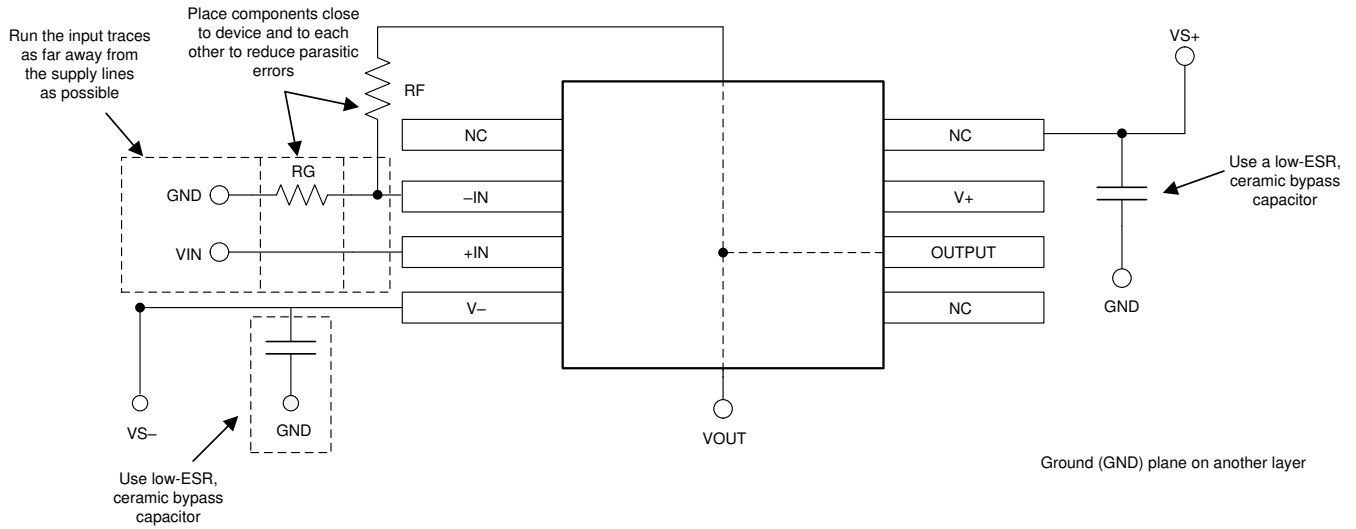 Run the input traces
as far away from
the supply lines
as possible
Place components close
to device and to each
other to reduce parasitic
errors
RF
RG
GND
VIN
NC
–IN
+IN
V–
NC
V+
OUTPUT
NC
VS+
Use a low-ESR,
ceramic bypass
capacitor
GND
VS–
GND
Use low-ESR,
ceramic bypass
capacitor
VOUT
Ground (GND) plane on another layer